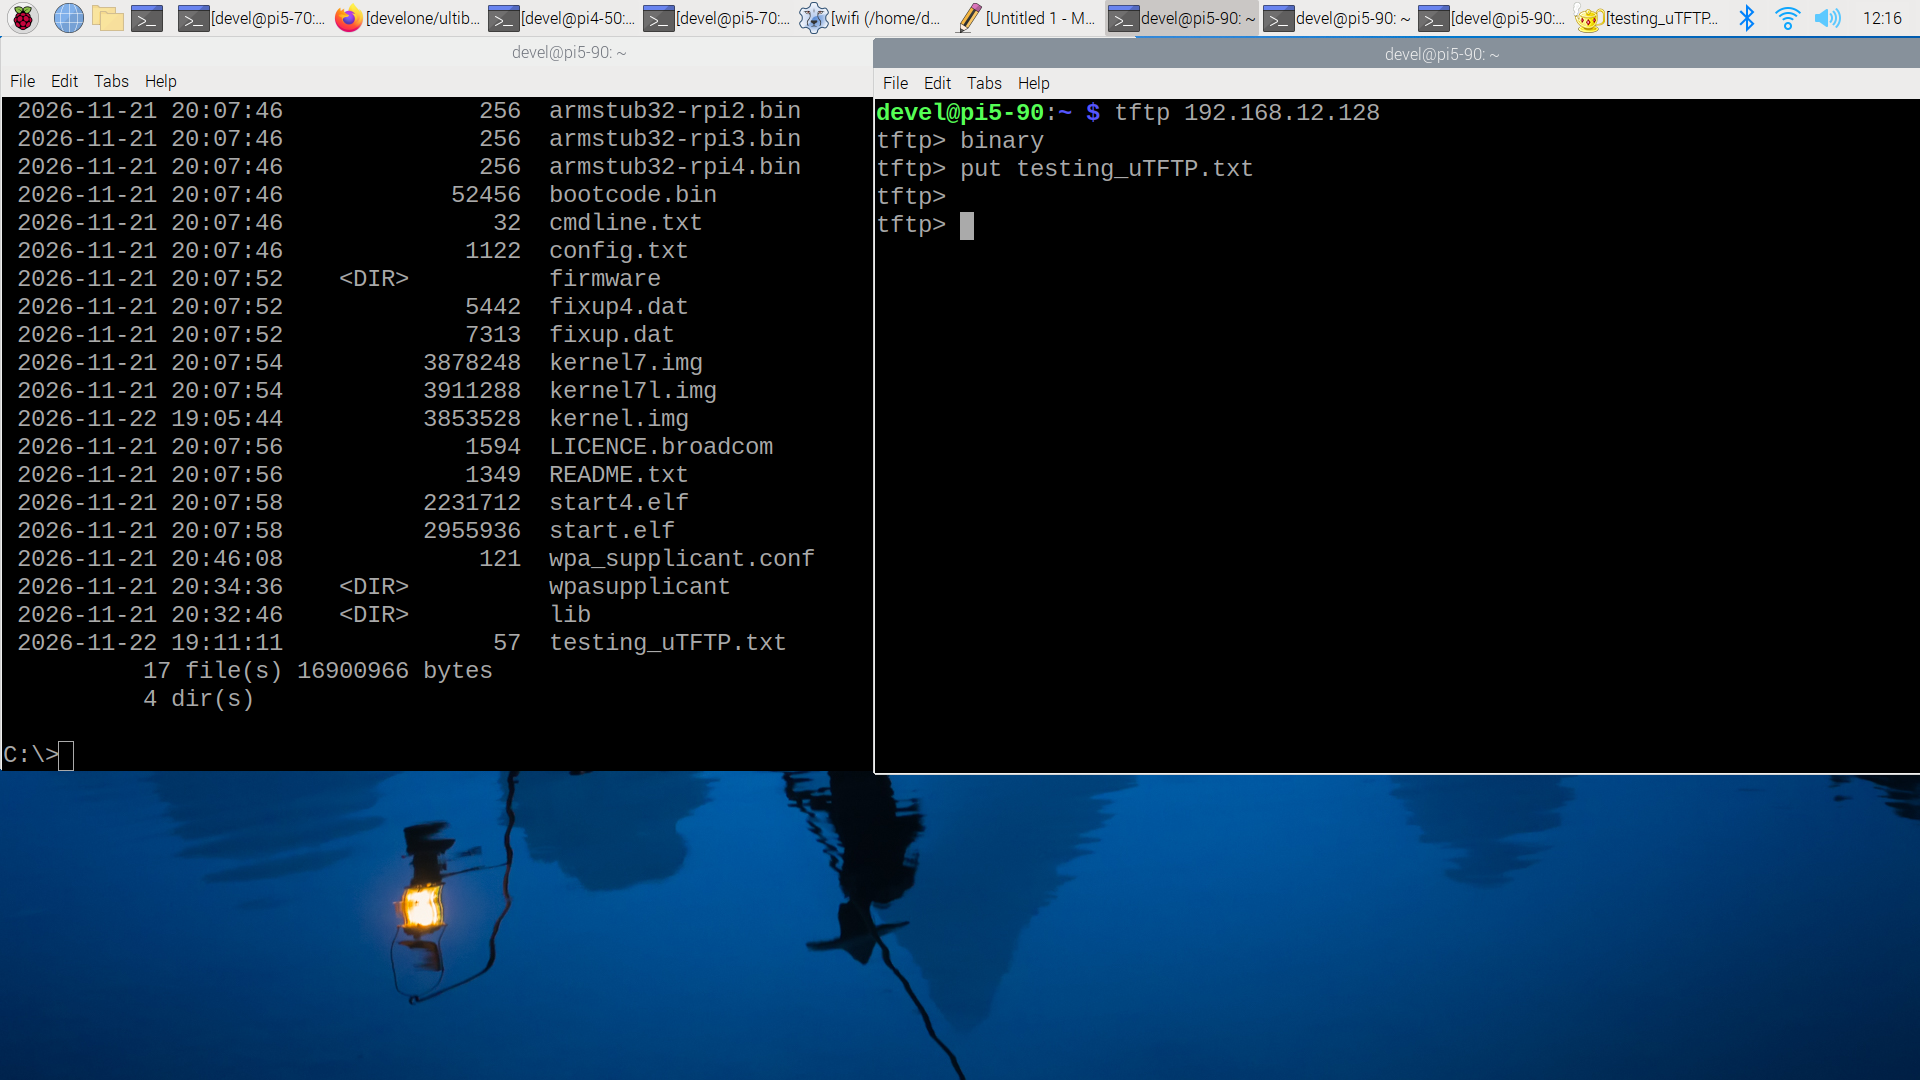 [devel@pi5-70:... [develone/ultib... [devel@pi4-50:... [devel@pi5-70:... [wifi (/home/d... [Untitled 1 - M... devel@pi5-90: ~ devel@pi5-90: ~ [devel@pi5-90:... [testing_uTFTP... 12:16
devel@pi5-90: ~
File Edit Tabs Help
2026-11-21 20:07:46 256 armstub32-rpi2.bin
2026-11-21 20:07:46 256 armstub32-rpi3.bin
2026-11-21 20:07:46 256 armstub32-rpi4.bin
2026-11-21 20:07:46 52456 bootcode.bin
2026-11-21 20:07:46 32 cmdline.txt
2026-11-21 20:07:46 1122 config.txt
2026-11-21 20:07:52 <DIR> firmware
2026-11-21 20:07:52 5442 fixup4.dat
2026-11-21 20:07:52 7313 fixup.dat
2026-11-21 20:07:54 3878248 kernel7.img
2026-11-21 20:07:54 3911288 kernel7l.img
2026-11-22 19:05:44 3853528 kernel.img
2026-11-21 20:07:56 1594 LICENCE.broadcom
2026-11-21 20:07:56 1349 README.txt
2026-11-21 20:07:58 2231712 start4.elf
2026-11-21 20:07:58 2955936 start.elf
2026-11-21 20:46:08 121 wpa_supplicant.conf
2026-11-21 20:34:36 <DIR> wpasupplicant
2026-11-21 20:32:46 <DIR> lib
2026-11-22 19:11:11 57 testing_uTFTP.txt
17 file(s) 16900966 bytes
4 dir(s)
C:\>
devel@pi5-90: ~
File Edit Tabs Help
devel@pi5-90:~ $ tftp 192.168.12.128
tftp> binary
tftp> put testing_uTFTP.txt
tftp>
tftp>